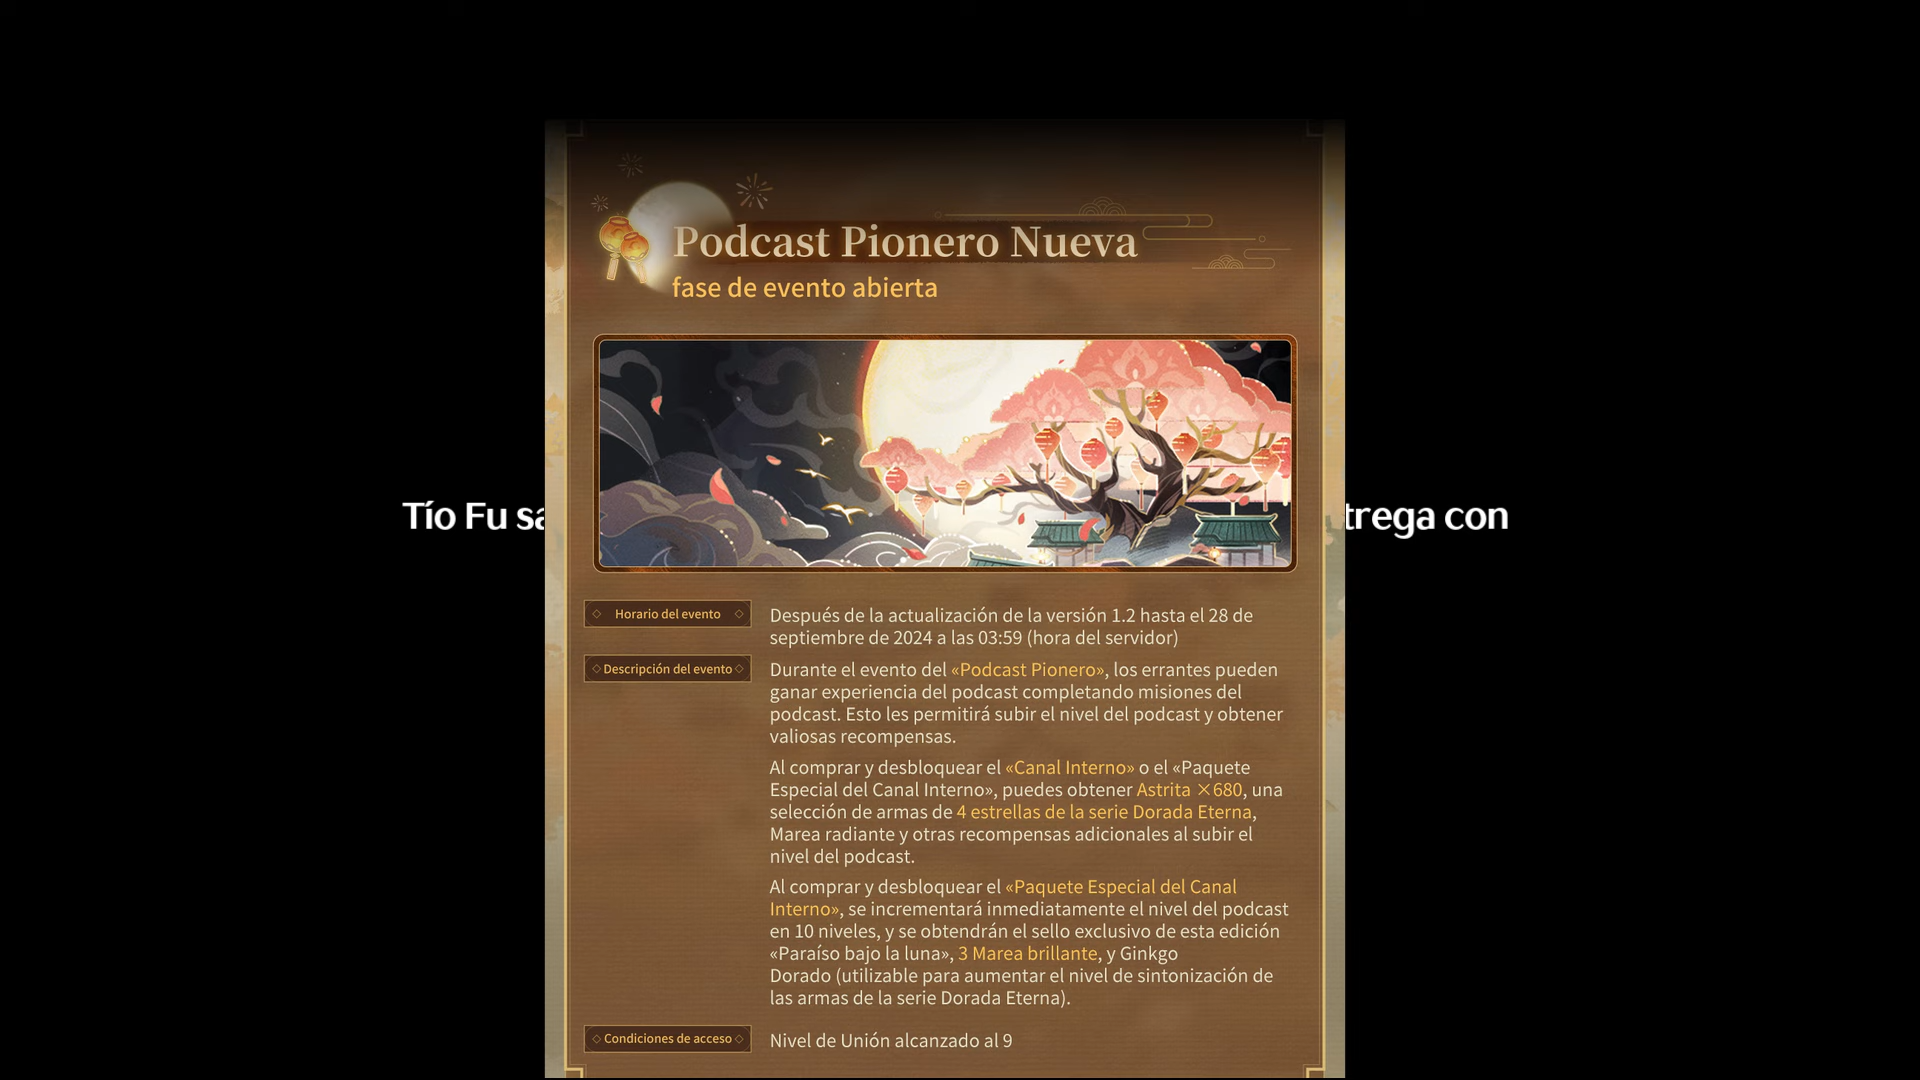 Podcast Pionero Nueva
fase de evento abierta
Tío Fu
trega con
Horario del evento
Después de la actualización de la versión 1.2 hasta el 28 de
septiembre de 2024 a las 03:59 (hora del servidor)
Descripción del evento
Durante el evento del «Podcast Pionero», los errantes pueden
ganar experiencia del podcast completando misiones del
podcast. Esto les permitirá subir el nivel del podcast y obtener
valiosas recompensas.
Al comprar y desbloquear el «Canal Interno» o el «Paquete
Especial del Canal Interno», puedes obtener Astrita ×680, una
selección de armas de 4 estrellas de la serie Dorada Eterna,
Marea radiante y otras recompensas adicionales al subir el
nivel del podcast.
Al comprar y desbloquear el «Paquete Especial del Canal
Interno», se incrementará inmediatamente el nivel del podcast
en 10 niveles, y se obtendrán el sello exclusivo de esta edición
«Paraíso bajo la luna», 3 Marea brillante, y Ginkgo
Dorado (utilizable para aumentar el nivel de sintonización de
las armas de la serie Dorada Eterna).
Condiciones de acceso
Nivel de Unión alcanzado al 9